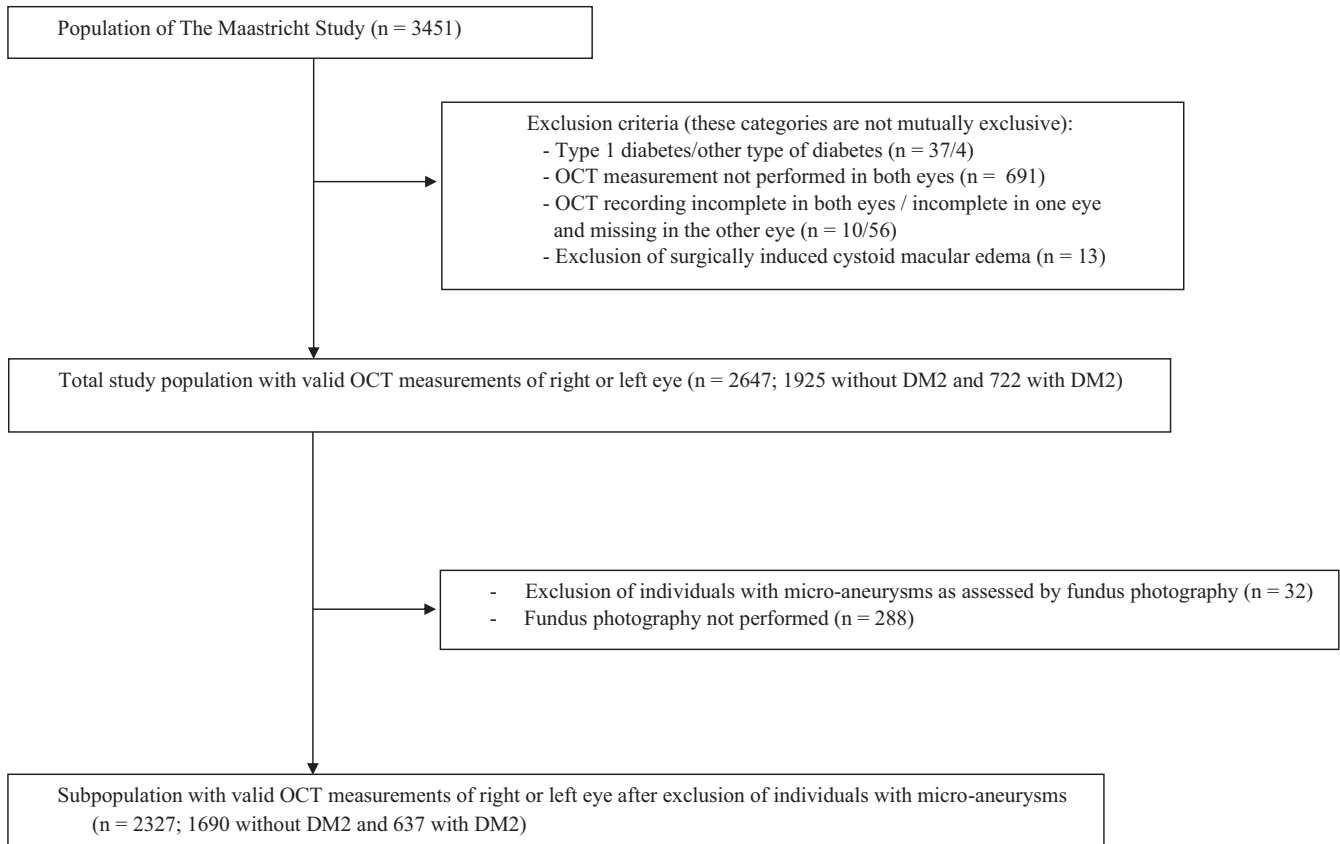 Population of The Maastricht Study (n = 3451)
Exclusion criteria (these categories are not mutually exclusive):
- Type 1 diabetes/other type of diabetes (n = 37/4)
- OCT measurement not performed in both eyes (n = 691)
- OCT recording incomplete in both eyes / incomplete in one eye
and missing in the other eye (n = 10/56)
- Exclusion of surgically induced cystoid macular edema (n = 13)
Total study population with valid OCT measurements of right or left eye (n = 2647; 1925 without DM2 and 722 with DM2)
- Exclusion of individuals with micro-aneurysms as assessed by fundus photography (n = 32)
- Fundus photography not performed (n = 288)
Subpopulation with valid OCT measurements of right or left eye after exclusion of individuals with micro-aneurysms
(n = 2327; 1690 without DM2 and 637 with DM2)